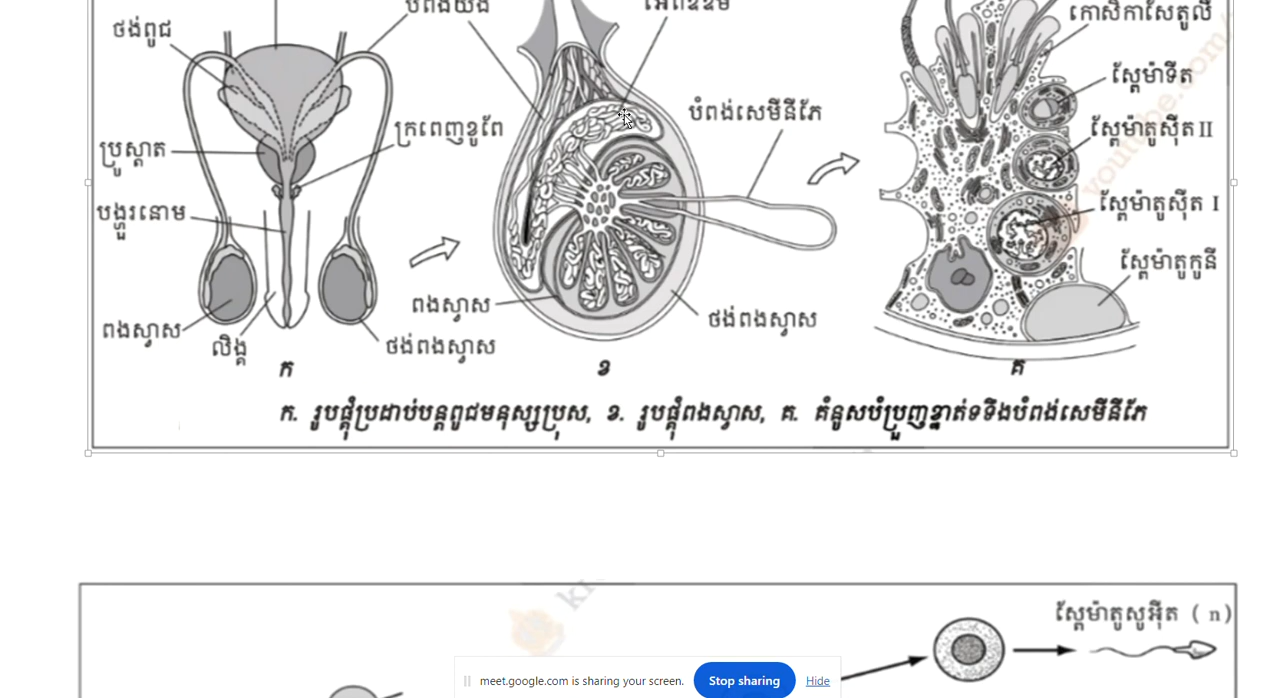 បំពង់យង់
អេពីឌីឌីម
កោសិកាសែតូលី
ថង់ពូជ
ស្ពែម៉ាទីត
បំពង់សេមីនីភែ
ក្រពេញខូពែ
ស្ពែម៉ាតូស៊ីត II
ប្រូស្តាត
ស្ពែម៉ាតូស៊ីត I
បង្ហួរនោម
ស្ពែម៉ាតូកូនី
ពងស្វាស
ថង់ពងស្វាស
ពងស្វាស
លិង្គ
ថង់ពងស្វាស
ក
ខ
គ
ក. រូបផ្គុំប្រដាប់បន្តពូជមនុស្សប្រុស, ខ. រូបផ្គុំពងស្វាស, គ. គំនូសបំប្រួញខ្នាត់ទទឹងបំពង់សេមីនីភែ
youtube.com/
ស្ពែម៉ាតូសូអ៊ីត ( n )
meet.google.com is sharing your screen.
Stop sharing
Hide